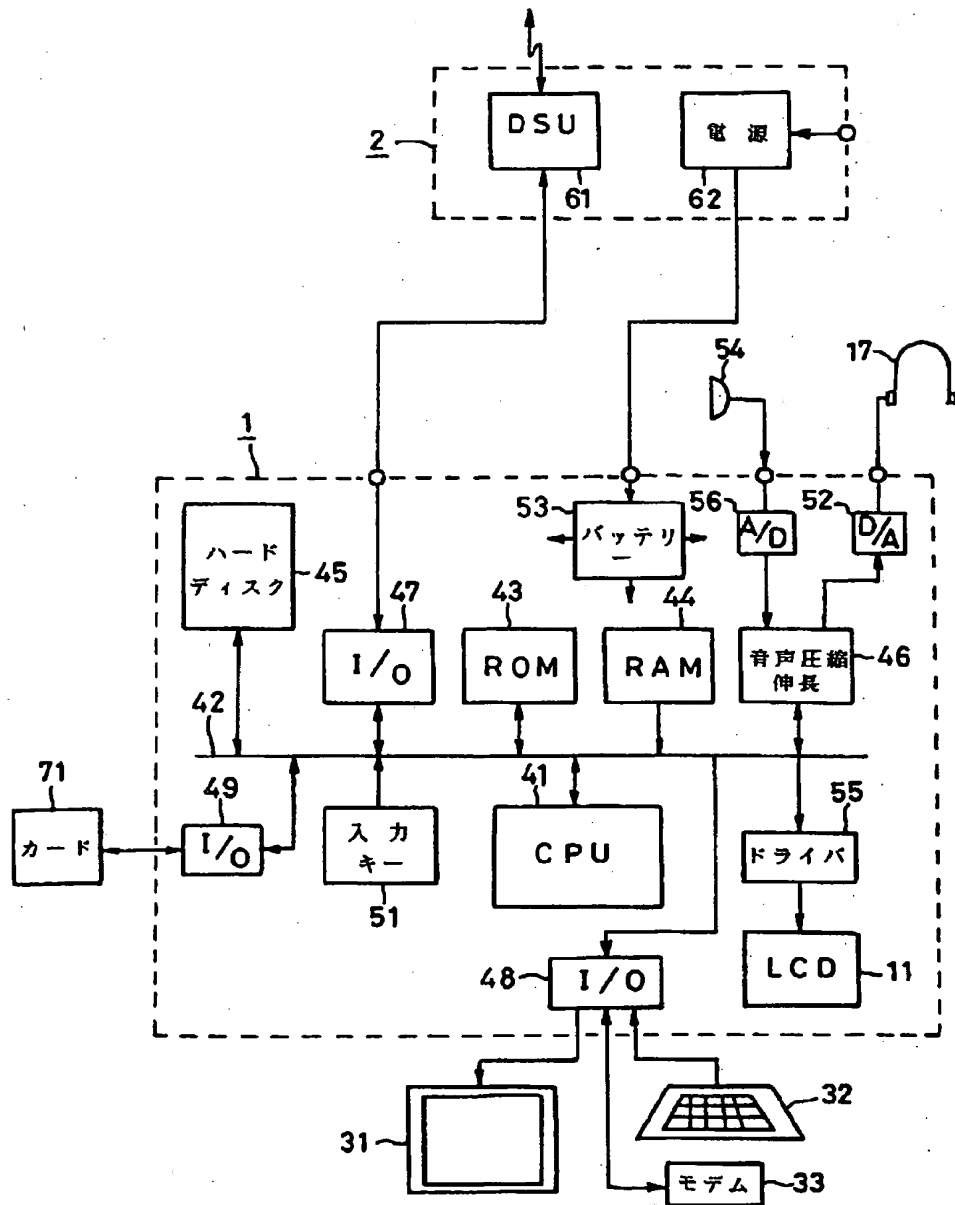 DSU
電源
2
61
62
54
17
1
53
56
A/D
52
D/A
ハード
ディスク
45
バッテリ
ー
47
43
44
I/O
ROM
RAM
音声圧縮
伸長
46
42
71
49
41
55
カード
I/O
入力
キー
CPU
ドライバ
51
48
I/O
LCD
11
31
32
モデム
33